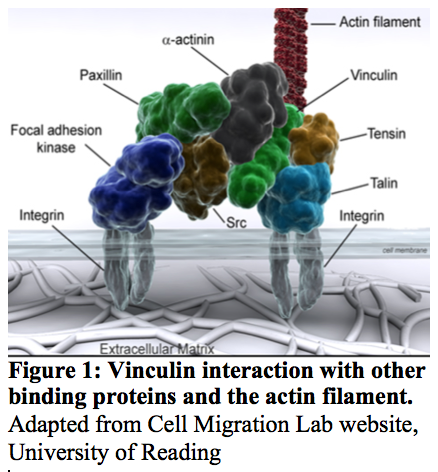 Actin filament
α-actinin
Paxillin
Vinculin
Focal adhesion
kinase
Tensin
Talin
Integrin
Src
Integrin
cell membrane
Extracellular Matrix
Figure 1: Vinculin interaction with other
binding proteins and the actin filament.
Adapted from Cell Migration Lab website,
University of Reading